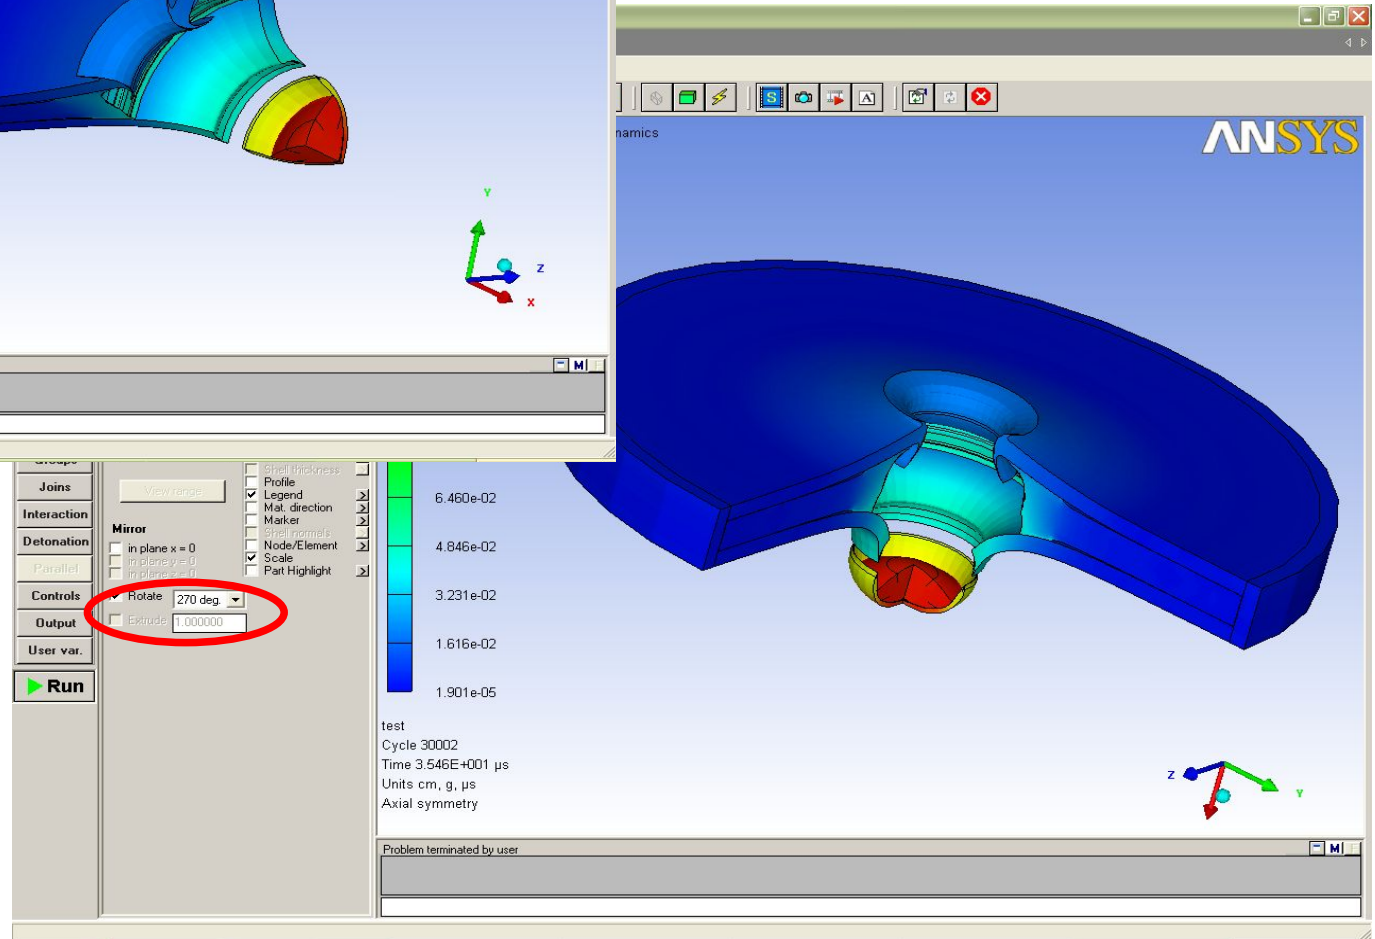 Y
Z
X
M
namics
ANSYS
Joins
Interaction
Detonation
Parallel
Controls
Output
User var.
Run
View range
Mirror
in plane x = 0
in plane y = 0
in plane z = 0
Rotate 270 deg.
Extrude 1.000000
Shell thickness
Profile
Legend
Mat. direction
Marker
Shell normals
Node/Element
Scale
Part Highlight
6.460e-02
4.846e-02
3.231e-02
1.616e-02
1.901e-05
test
Cycle 30002
Time 3.546E+001 µs
Units cm, g, µs
Axial symmetry
Z
Y
Problem terminated by user
M